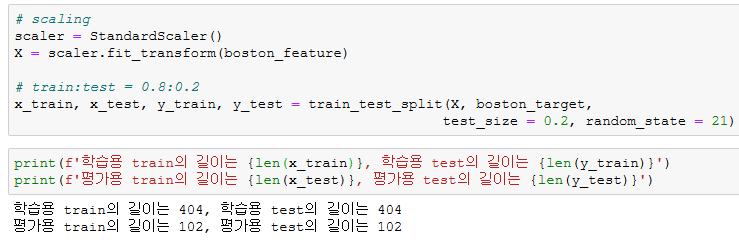 # scaling
scaler = StandardScaler()
X = scaler.fit_transform(boston_feature)
# train:test = 0.8:0.2
x_train, x_test, y_train, y_test = train_test_split(X, boston_target,
test_size = 0.2, random_state = 21)
print(f'학습용 train의 길이는 {len(x_train)}, 학습용 test의 길이는 {len(y_train)}')
print(f'평가용 train의 길이는 {len(x_test)}, 평가용 test의 길이는 {len(y_test)}')
학습용 train의 길이는 404, 학습용 test의 길이는 404
평가용 train의 길이는 102, 평가용 test의 길이는 102